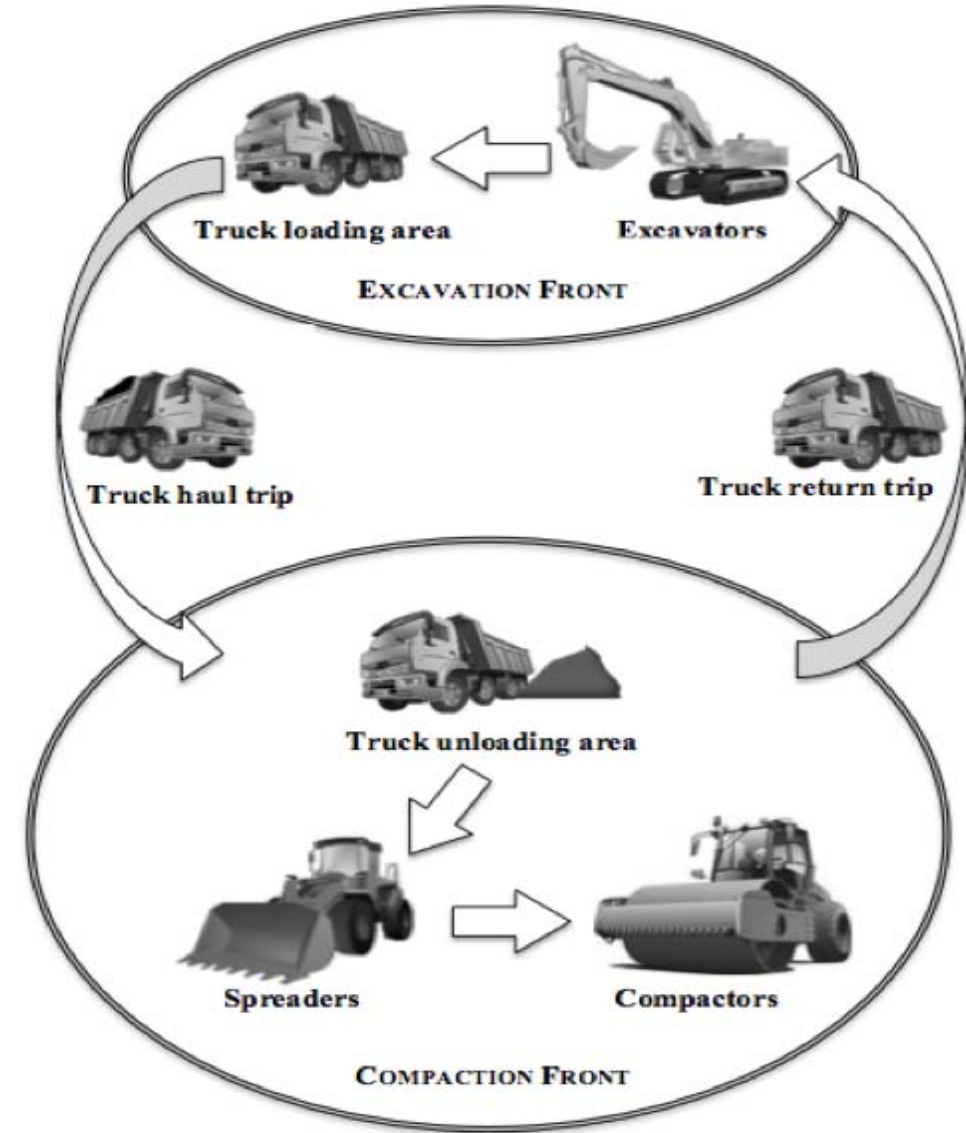 Truck loading area
Excavators
EXCAVATION FRONT
Truck haul trip
Truck return trip
Truck unloading area
Spreaders
Compactors
COMPACTION FRONT